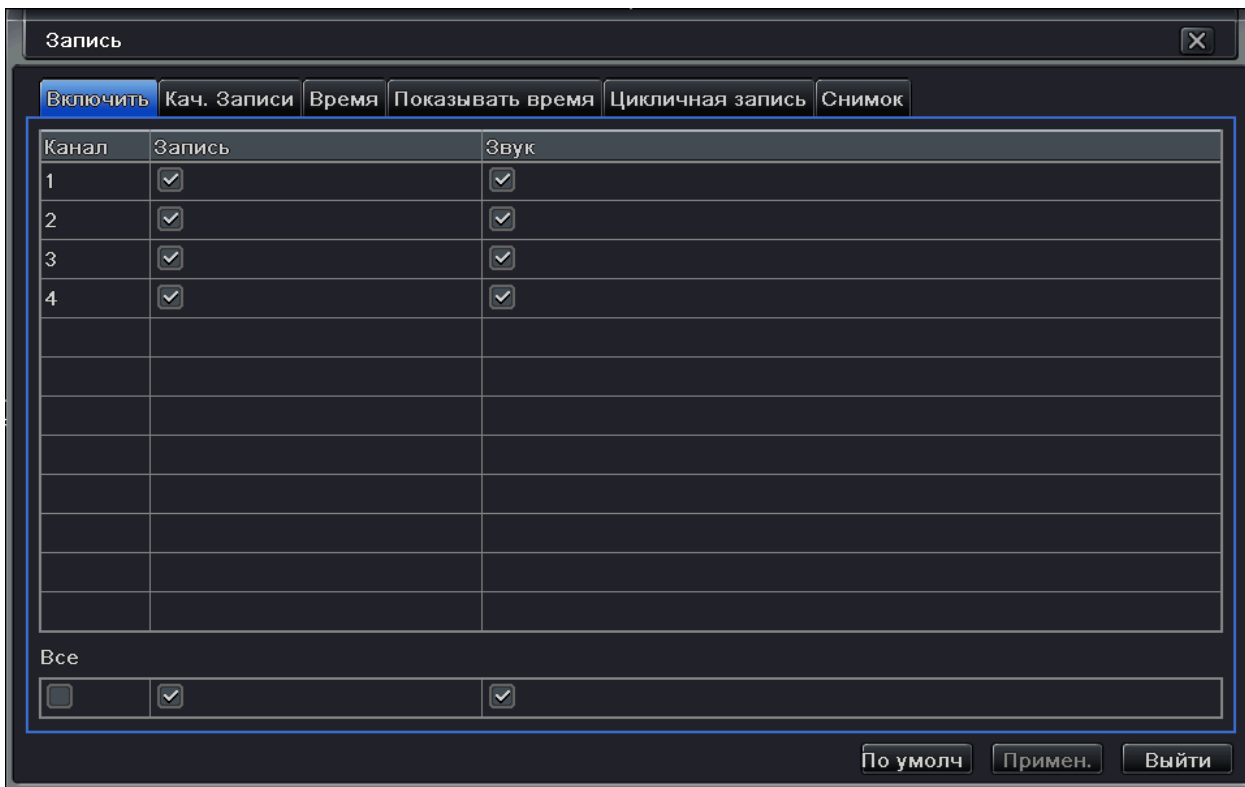 Запись
Включить Кач. Записи Время Показывать время Цикличная запись Снимок
Канал Запись Звук
1
2
3
4
Все
По умолч Примен. Выйти